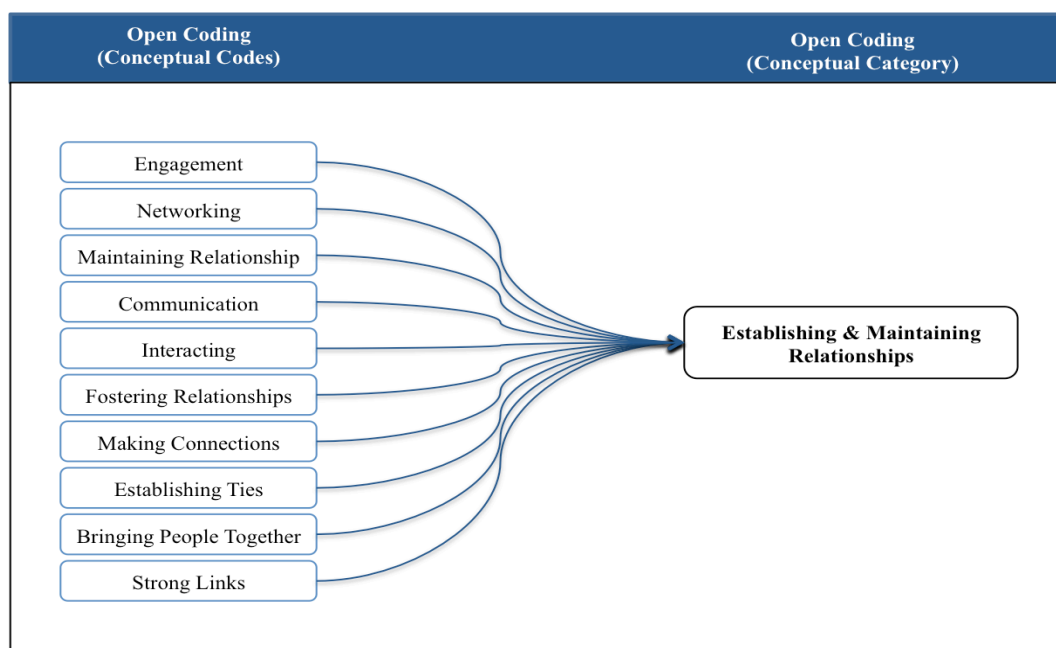 Open Coding
(Conceptual Codes)
Open Coding
(Conceptual Category)
Engagement
Networking
Maintaining Relationship
Communication
Interacting
Fostering Relationships
Making Connections
Establishing Ties
Bringing People Together
Strong Links
Establishing & Maintaining
Relationships